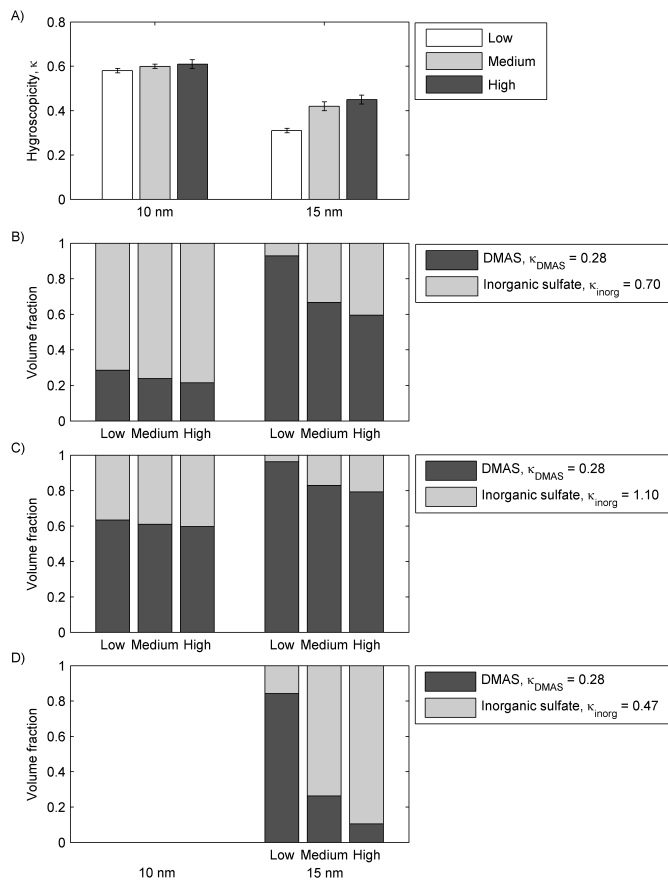 A)
Hygroscopicity, κ
0.8
0.6
0.4
0.2
0
10 nm 15 nm
Low
Medium
High
B)
Volume fraction
1
0.8
0.6
0.4
0.2
0
Low Medium High Low Medium High
DMAS, κDMAS = 0.28
Inorganic sulfate, κinorg = 0.70
C)
Volume fraction
1
0.8
0.6
0.4
0.2
0
Low Medium High Low Medium High
DMAS, κDMAS = 0.28
Inorganic sulfate, κinorg = 1.10
D)
Volume fraction
1
0.8
0.6
0.4
0.2
0
Low Medium High
10 nm 15 nm
DMAS, κDMAS = 0.28
Inorganic sulfate, κinorg = 0.47